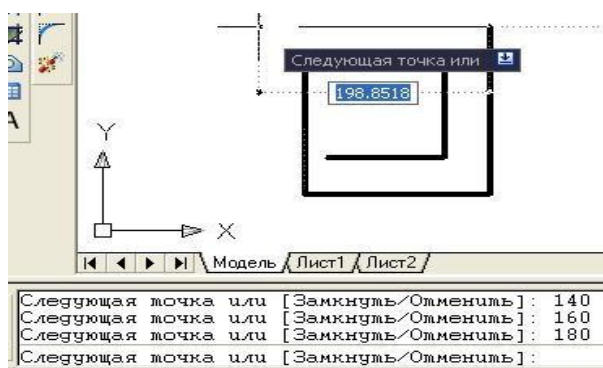 Следующая точка или
198.8518
A
Y
X
Модель Лист1 Лист2
Следующая точка или [Замкнуть/Отменить]: 140
Следующая точка или [Замкнуть/Отменить]: 160
Следующая точка или [Замкнуть/Отменить]: 180
Следующая точка или [Замкнуть/Отменить]: